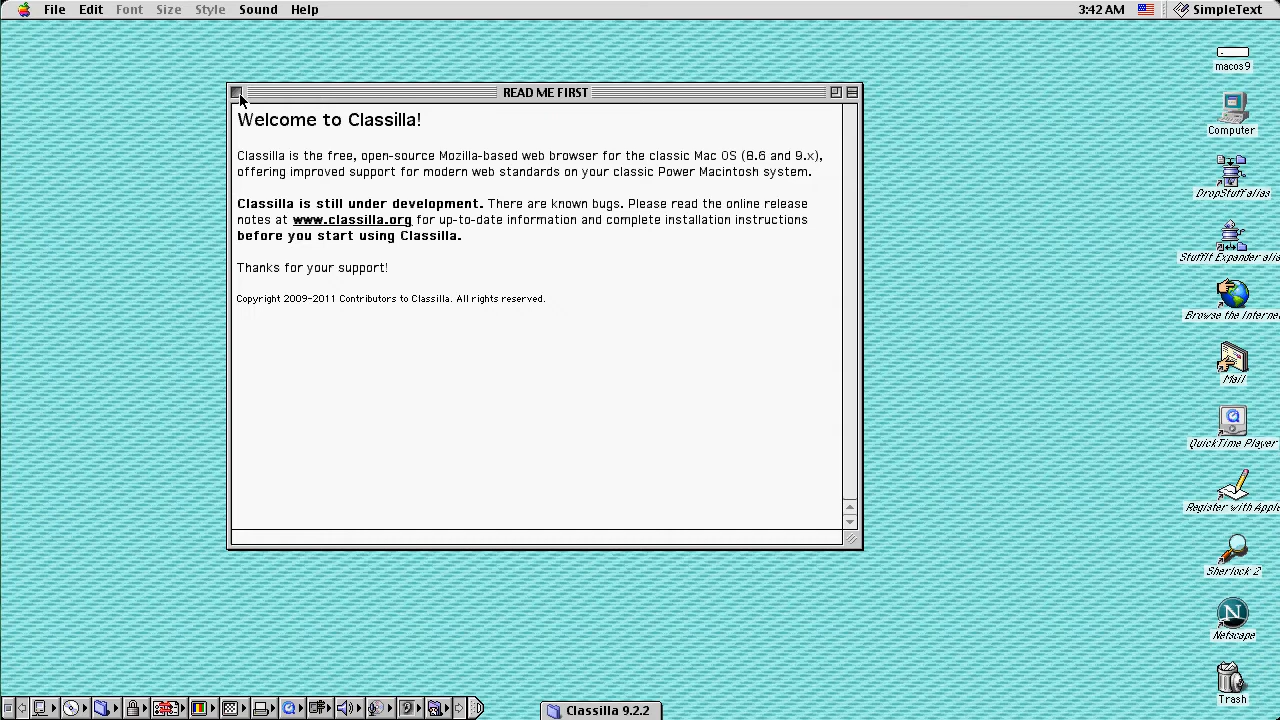 File Edit Font Size Style Sound Help 3:42 AM SimpleText
READ ME FIRST
Welcome to Classilla!
Classilla is the free, open-source Mozilla-based web browser for the classic Mac OS (8.6 and 9.x),
offering improved support for modern web standards on your classic Power Macintosh system.
Classilla is still under development. There are known bugs. Please read the online release
notes at www.classilla.org for up-to-date information and complete installation instructions
before you start using Classilla.
Thanks for your support!
Copyright 2009-2011 Contributors to Classilla. All rights reserved.
macos9
Computer
DropStuff alias
StuffIt Expander alia
Browse the Interne
Mail
QuickTime Player
Register with Appl
Sherlock 2
Netscape
Trash
Classilla 9.2.2